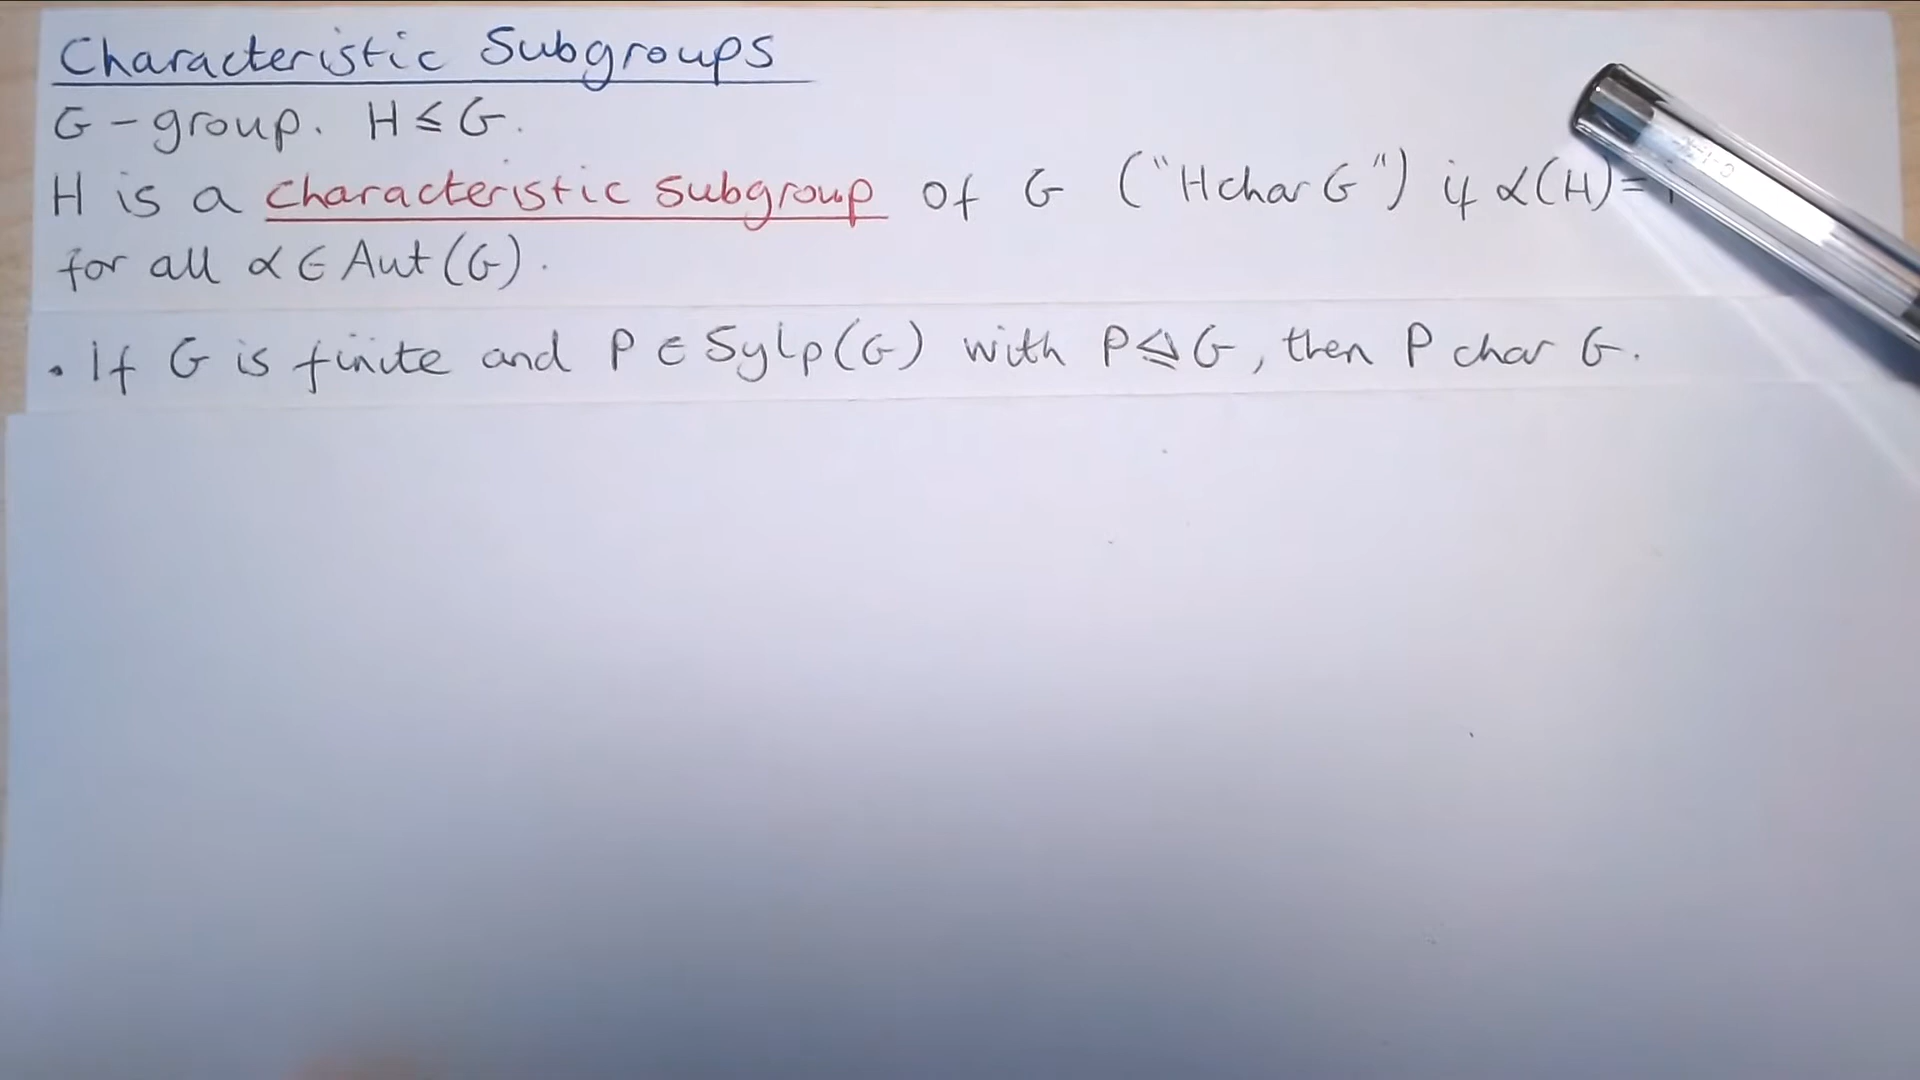 Characteristic Subgroups
G - group. H ≤ G.
H is a characteristic subgroup of G ("H char G") if α(H) =
for all α ∈ Aut(G).
• If G is finite and P ∈ Sylp(G) with P ⊴ G, then P char G.